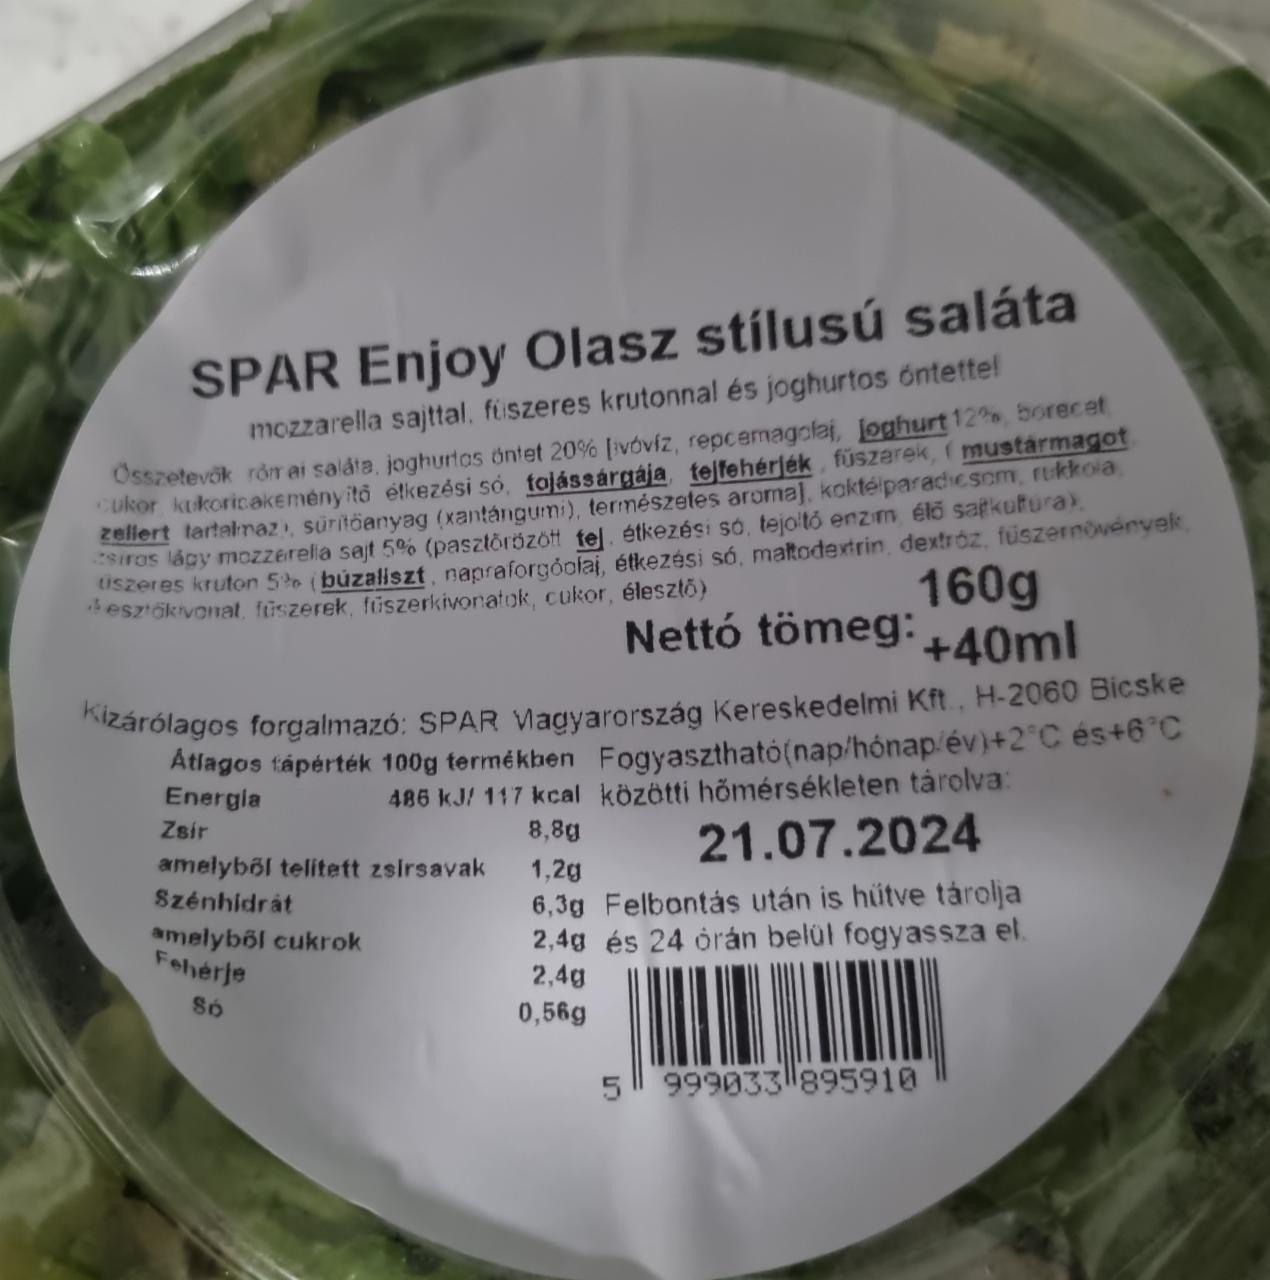 SPAR Enjoy Olasz stílusú saláta
mozzarella sajttal, fűszeres krutonnal és joghurtos öntettel
Összetevők római saláta, joghurtos öntet 20% [ivóvíz, repcemagolaj, joghurt 12%, borecet
cukor, kukoricakeményítő étkezési só, tojássárgája, tejfehérjék, fűszerek, ( mustármagot
zellert tartalmaz), sűrítőanyag (xantángumi), természetes aroma], koktélparadicsom, rukkola,
zsíros lágy mozzarella sajt 5% (pasztőrözött tej, étkezési só, tejoltó enzim, élő sajtkultúra),
űszeres kruton 5% (búzaliszt, napraforgóolaj, étkezési só, maltodextrin, dextróz, fűszernövények,
élesztőkivonat, fűszerek, fűszerkivonatok, cukor, élesztő)
160g
Nettó tömeg: +40ml
Kizárólagos forgalmazó: SPAR Magyarország Kereskedelmi Kft., H-2060 Bicske
Átlagos tápérték 100g termékben Fogyasztható(nap/hónap/év)+2°C és+6°C
Energia 486 kJ/ 117 kcal közötti hőmérsékleten tárolva:
Zsír 8,8g
21.07.2024
amelyből telített zsírsavak 1,2g
Szénhidrát 6,3g Felbontás után is hűtve tárolja
amelyből cukrok 2,4g és 24 órán belül fogyassza el.
Fehérje 2,4g
Só 0,56g
5 999033 895910